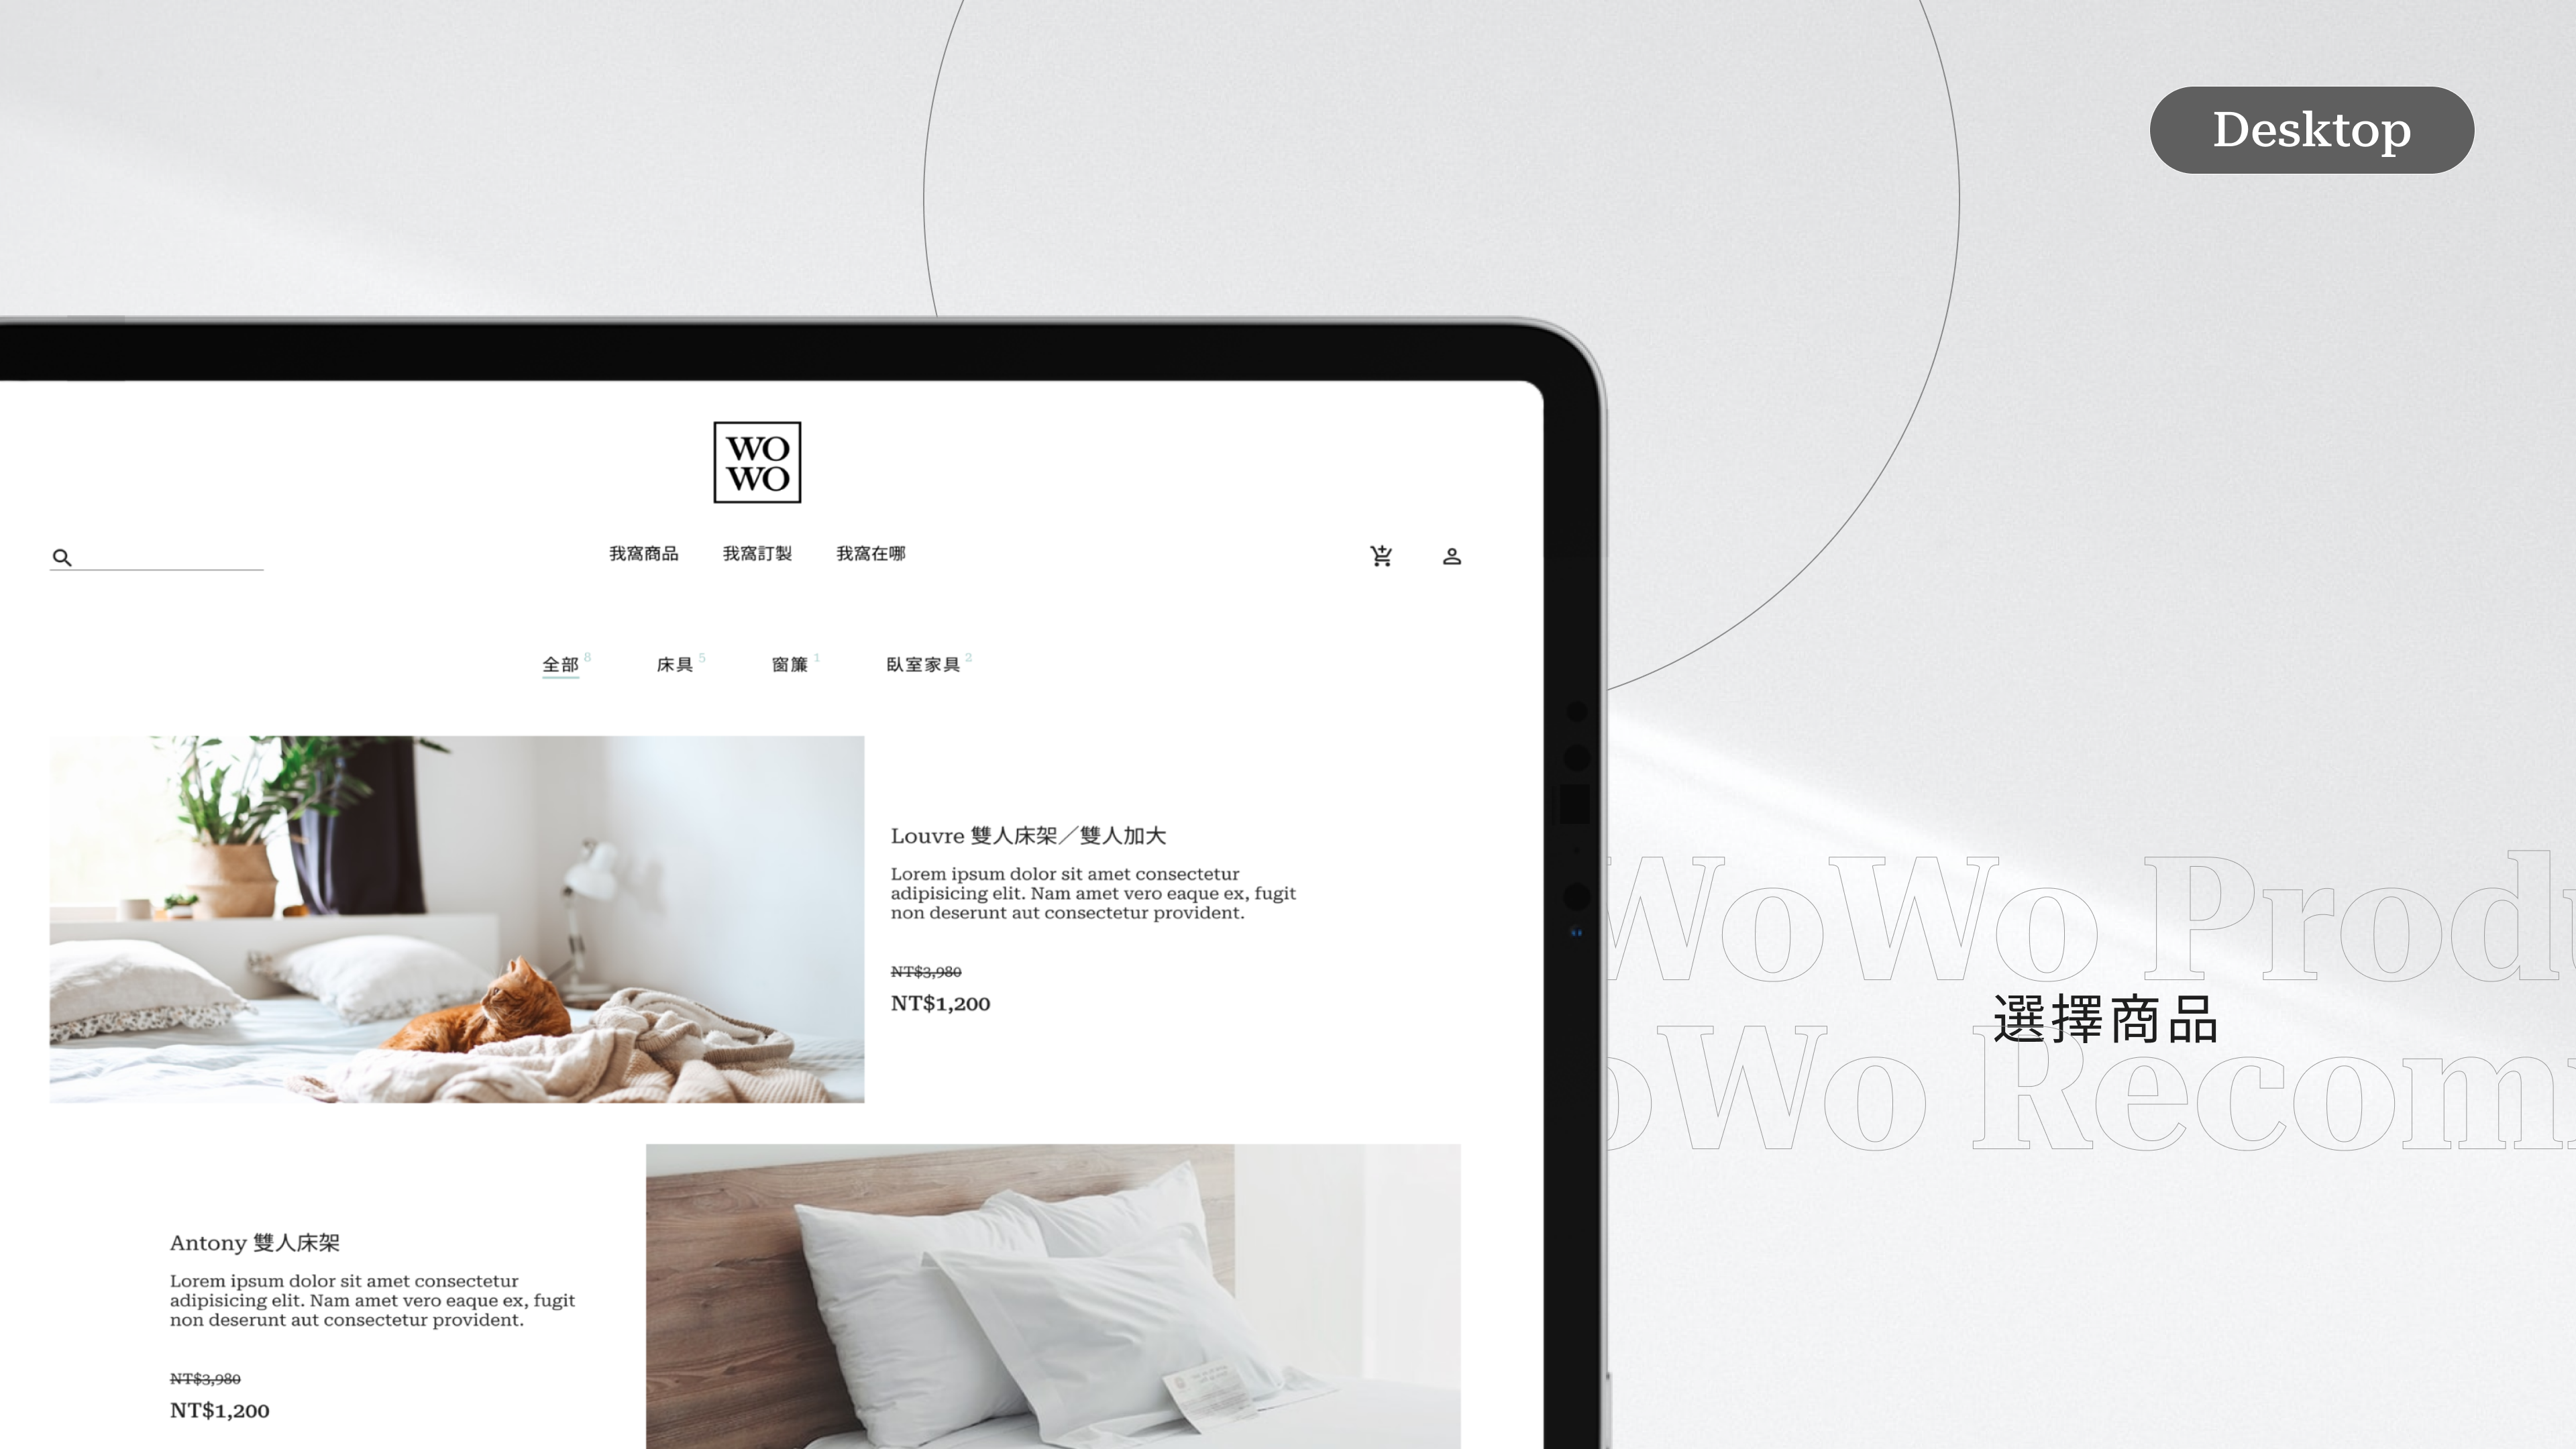 Desktop
WO
WO
我窩商品 我窩訂製 我窩在哪
全部 8 床具 5 窗簾 1 臥室家具 2
Louvre 雙人床架／雙人加大
Lorem ipsum dolor sit amet consectetur
adipisicing elit. Nam amet vero eaque ex, fugit
non deserunt aut consectetur provident.
NT$3,980
NT$1,200
Antony 雙人床架
Lorem ipsum dolor sit amet consectetur
adipisicing elit. Nam amet vero eaque ex, fugit
non deserunt aut consectetur provident.
NT$3,980
NT$1,200
WoWo Produ
選擇商品
oWo Recom